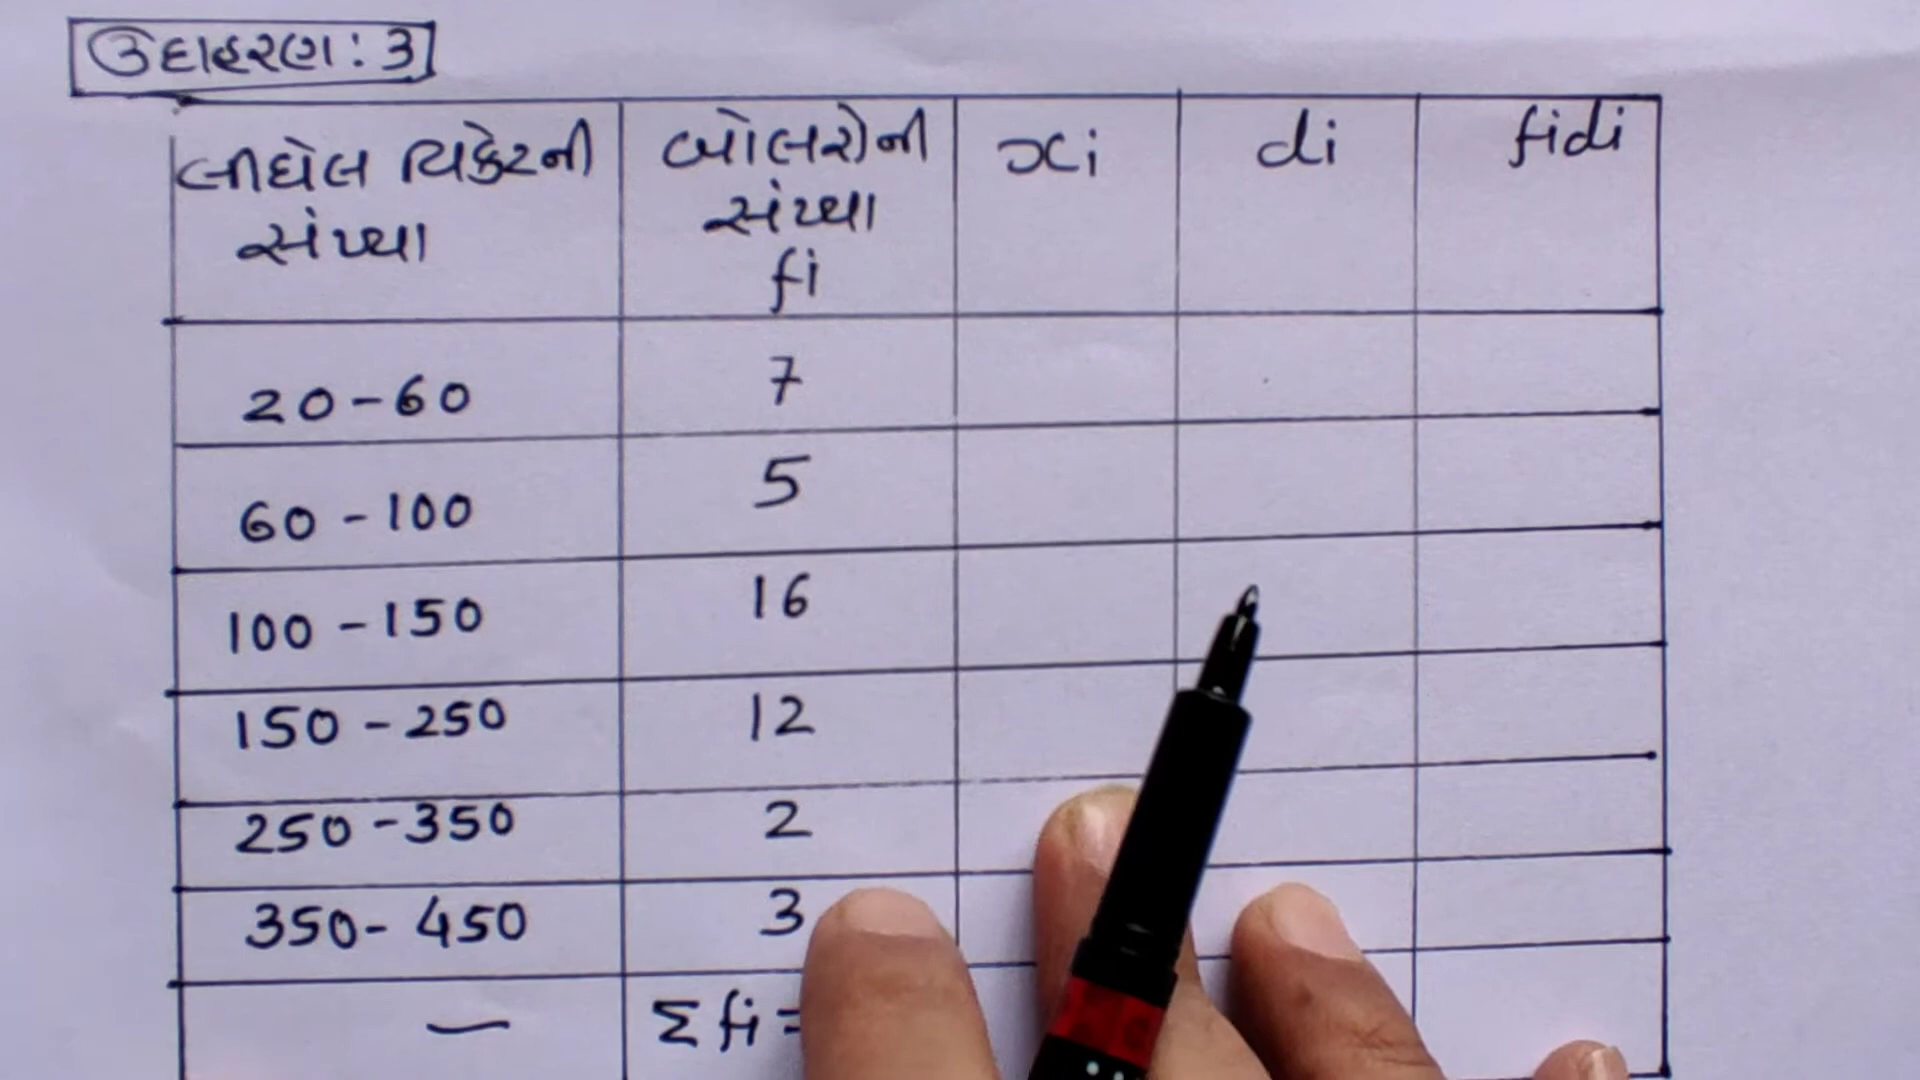 ઉદાહરણ : 3
લીધેલ વિકેટની સંખ્યા
બોલરોની સંખ્યા fi
xi
di
fidi
20-60
7
60-100
5
100-150
16
150-250
12
250-350
2
350-450
3
—
Σfi=